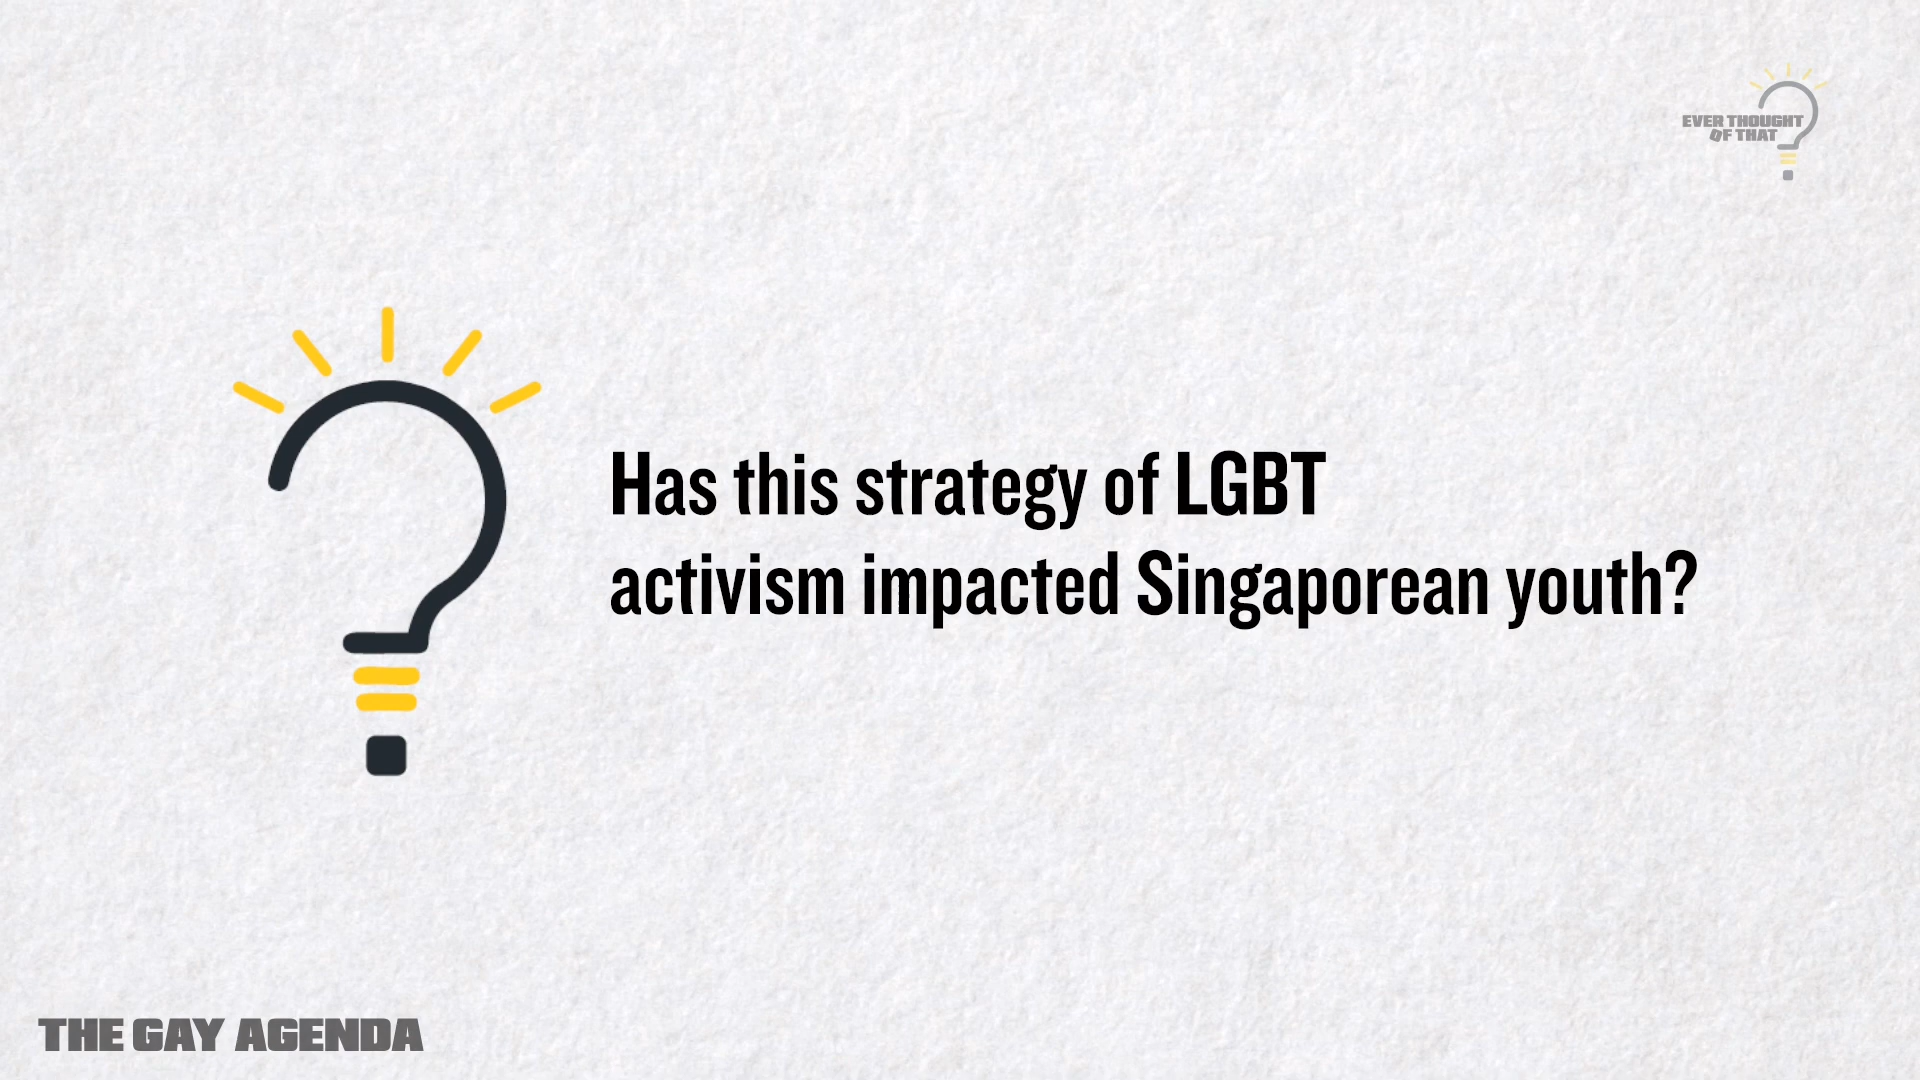 EVER THOUGHT
OF THAT
Has this strategy of LGBT
activism impacted Singaporean youth?
THE GAY AGENDA